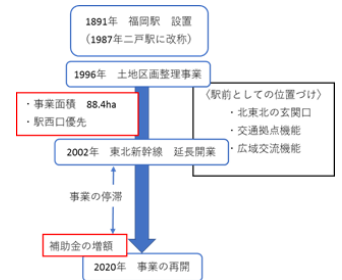 1891年　福岡駅　設置
（1987年二戸駅に改称）
1996年　土地区画整理事業
・事業面積　88.4ha
・駅西口優先
〈駅前としての位置づけ〉
・北東北の玄関口
・交通拠点機能
・広域交流機能
2002年　東北新幹線　延長開業
事業の停滞
補助金の増額
2020年　事業の再開